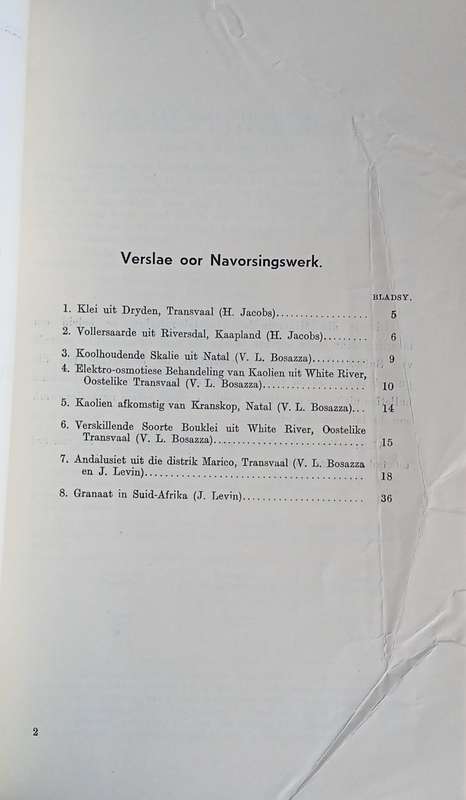 Verslae oor Navorsingswerk.
BLADSY.
1. Klei uit Dryden, Transvaal (H. Jacobs).................. 5
2. Vollersaarde uit Riversdal, Kaapland (H. Jacobs)......... 6
3. Koolhoudende Skalie uit Natal (V. L. Bosazza)........... 9
4. Elektro-osmotiese Behandeling van Kaolien uit White River,
Oostelike Transvaal (V. L. Bosazza)..................... 10
5. Kaolien afkomstig van Kranskop, Natal (V. L. Bosazza)... 14
6. Verskillende Soorte Bouklei uit White River, Oostelike
Transvaal (V. L. Bosazza)............................... 15
7. Andalusiet uit die distrik Marico, Transvaal (V. L. Bosazza
en J. Levin)............................................. 18
8. Granaat in Suid-Afrika (J. Levin)......................... 36
2